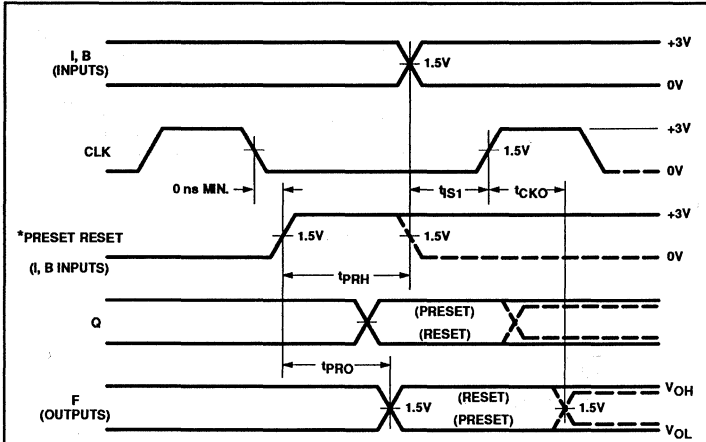 I, B
(INPUTS)
1.5V
+3V
0V
CLK
1.5V
+3V
0V
0 ns MIN.
tIS1
tCKO
*PRESET RESET
(I, B INPUTS)
1.5V
1.5V
+3V
0V
tPRH
Q
(PRESET)
(RESET)
tPRO
F
(OUTPUTS)
1.5V
(RESET)
(PRESET)
1.5V
VOH
VOL